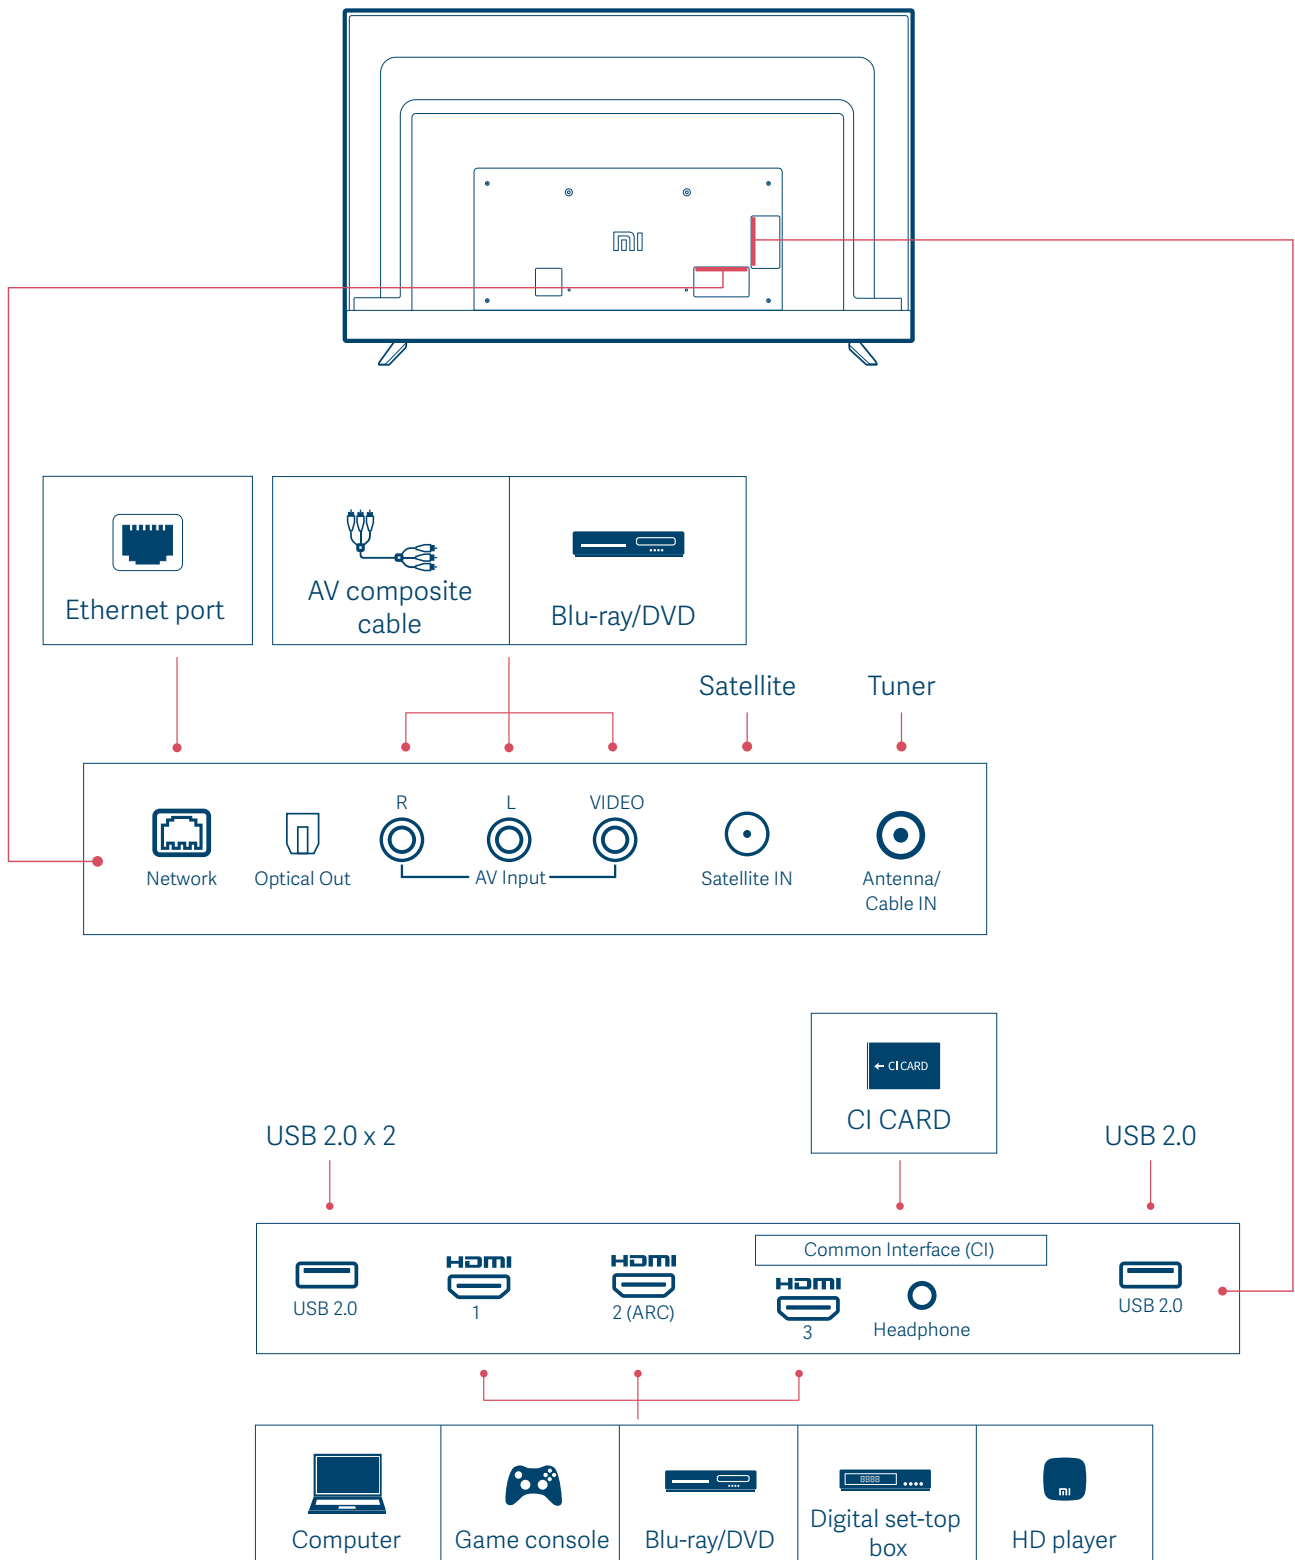 Ethernet port
AV composite
cable
Blu-ray/DVD
Satellite
Tuner
R
L
VIDEO
Network
Optical Out
AV Input
Satellite IN
Antenna/
Cable IN
← CI CARD
CI CARD
USB 2.0 x 2
USB 2.0
Common Interface (CI)
HDMI
HDMI
HDMI
USB 2.0
1
2 (ARC)
3
Headphone
USB 2.0
8888
Computer
Game console
Blu-ray/DVD
Digital set-top
box
HD player